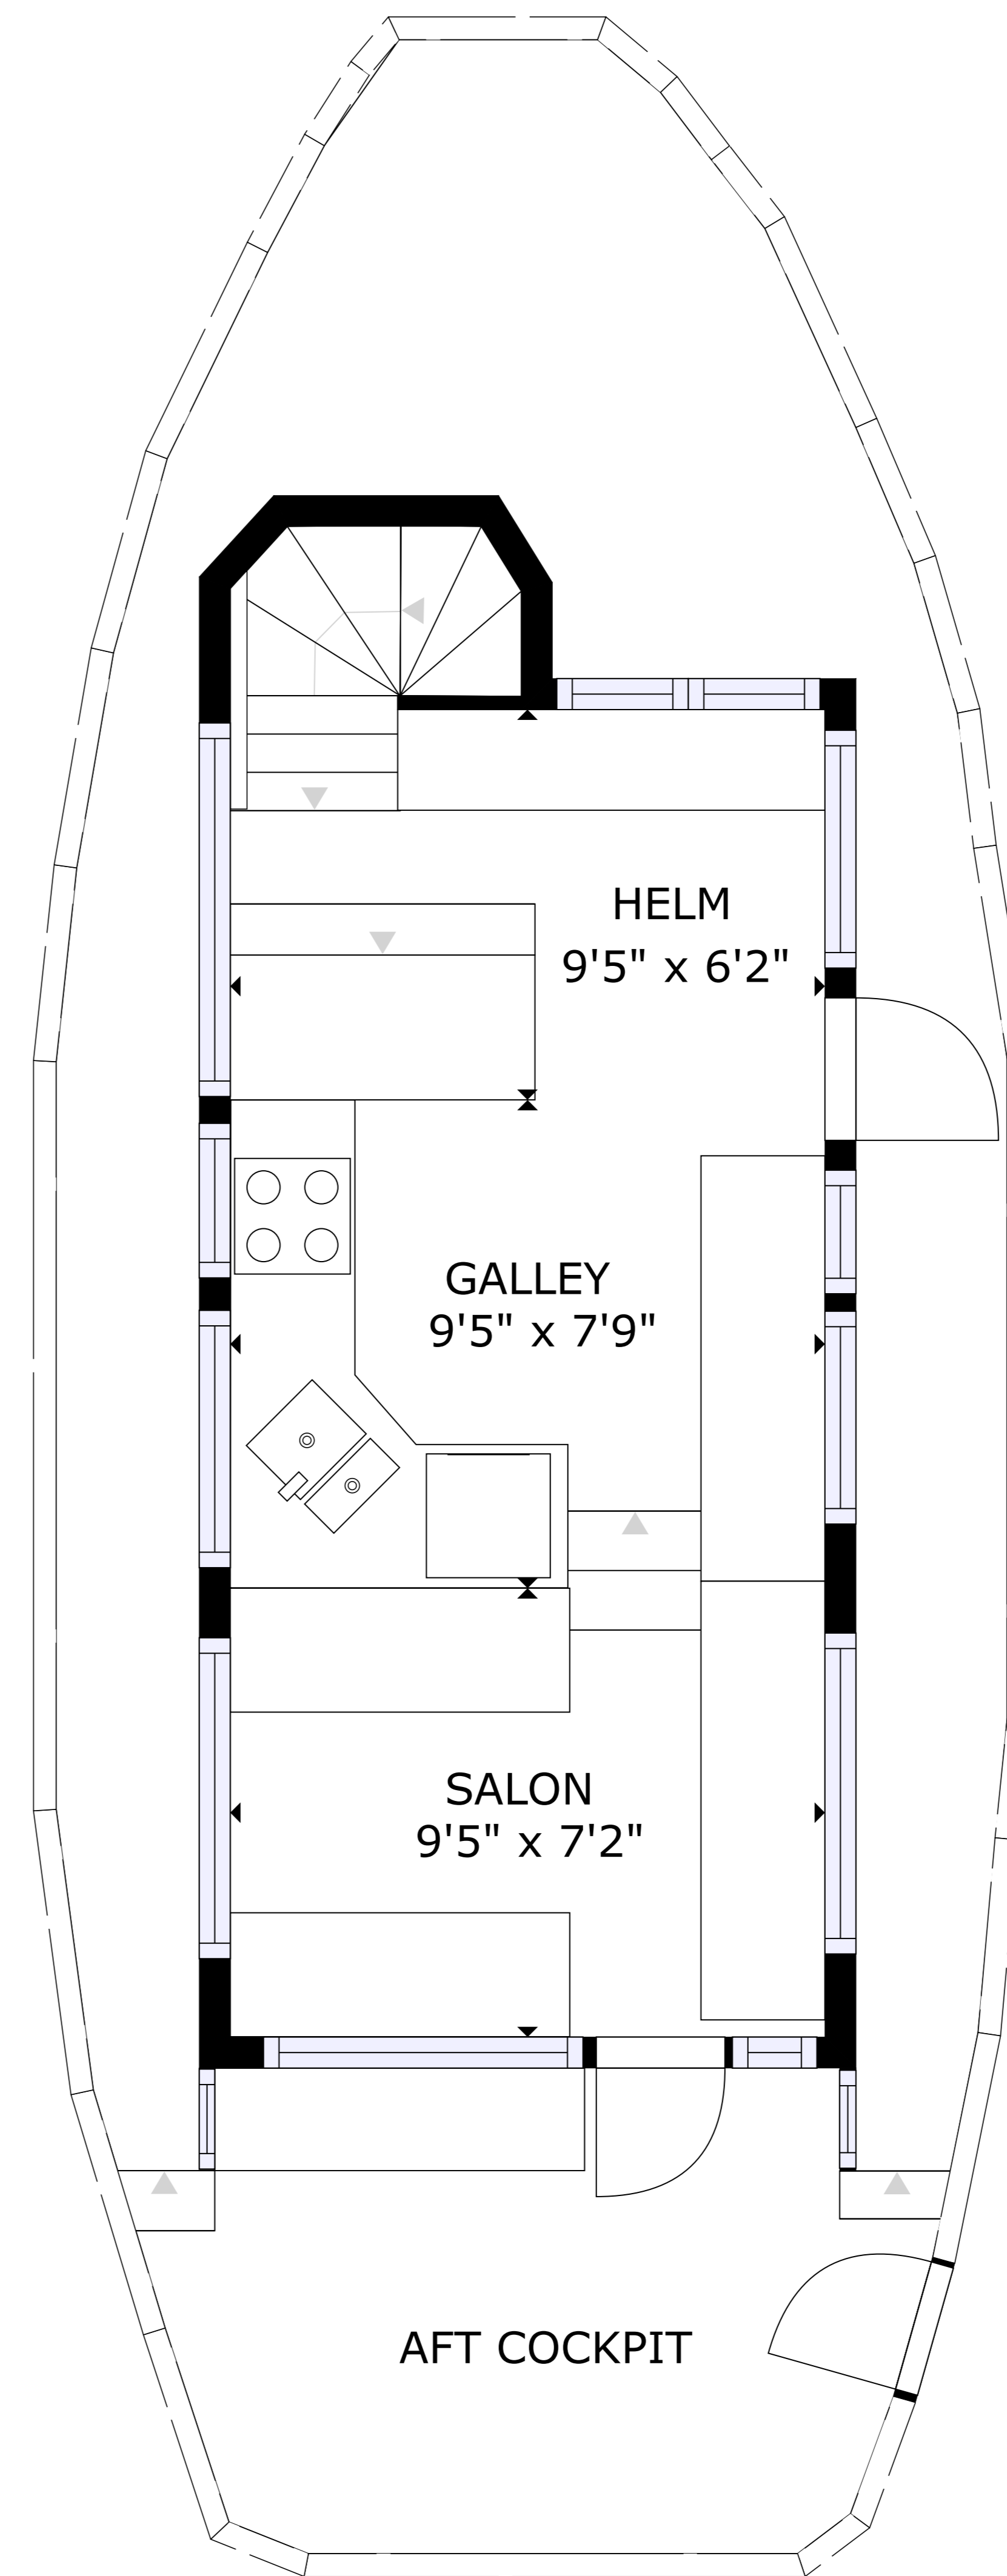 HELM
9'5" x 6'2"
GALLEY
9'5" x 7'9"
SALON
9'5" x 7'2"
AFT COCKPIT